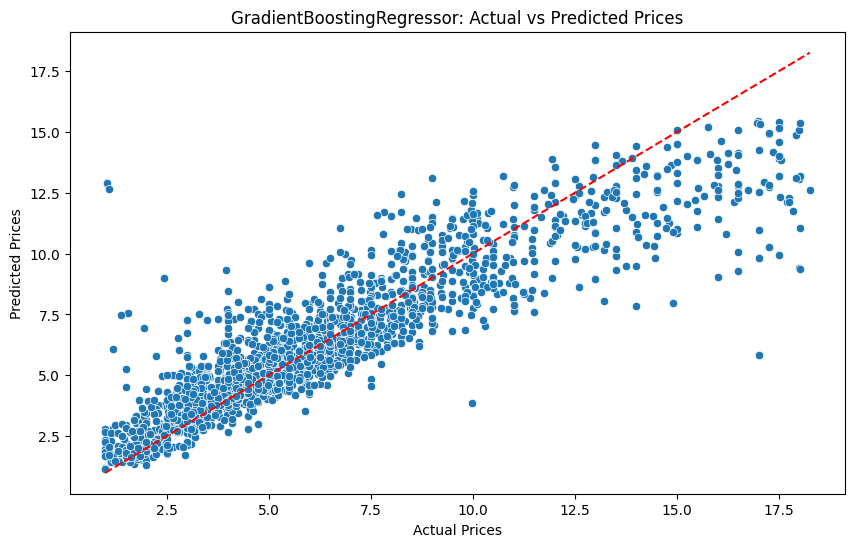 GradientBoostingRegressor: Actual vs Predicted Prices
Predicted Prices
17.5
15.0
12.5
10.0
7.5
5.0
2.5
2.5 5.0 7.5 10.0 12.5 15.0 17.5
Actual Prices